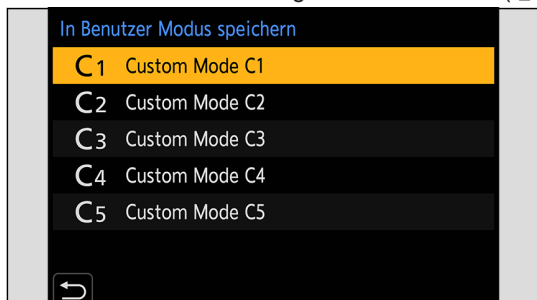 In Benutzer Modus speichern
C1 Custom Mode C1
C2 Custom Mode C2
C3 Custom Mode C3
C4 Custom Mode C4
C5 Custom Mode C5